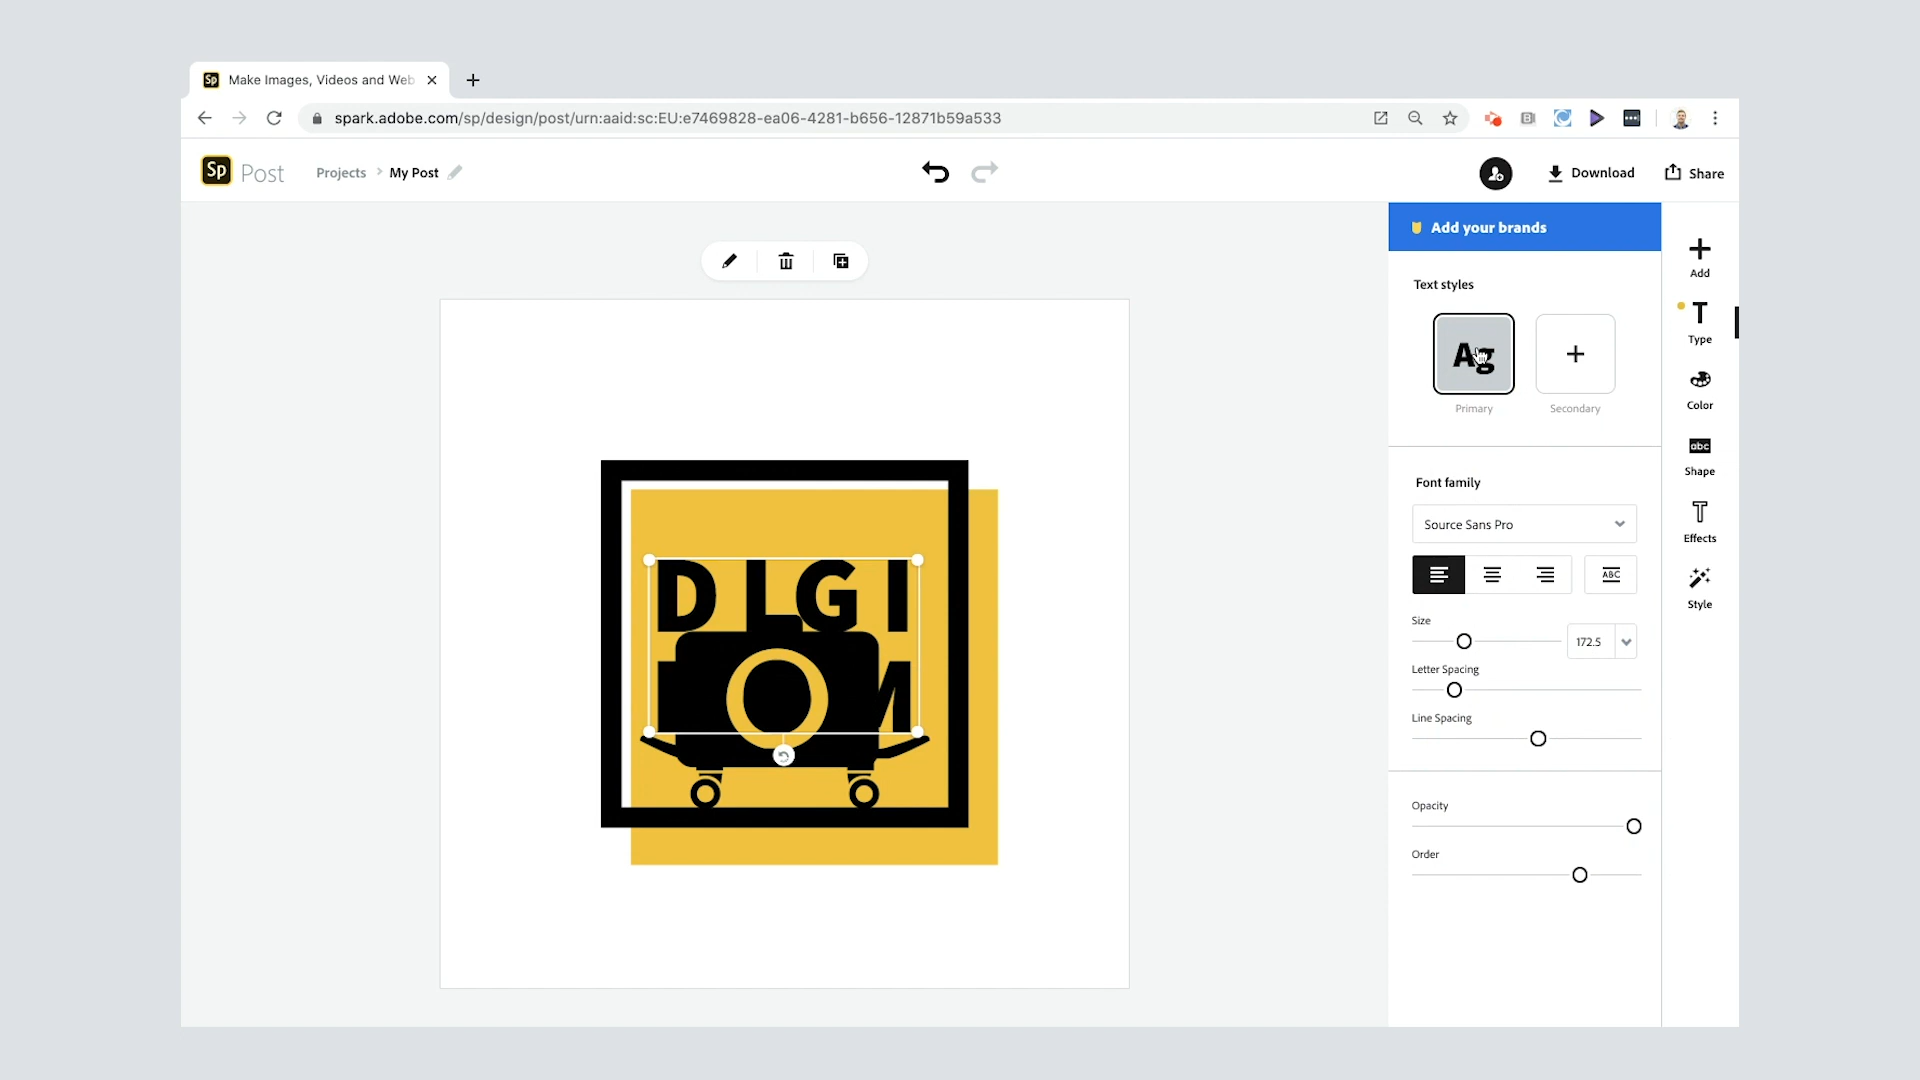 Sp Make Images, Videos and Web
spark.adobe.com/sp/design/post/urn:aaid:sc:EU:e7469828-ea06-4281-b656-12871b59a533
Sp Post Projects > My Post Download Share
Add your brands
Add
Text styles
Ag
Type
Primary Secondary
Color
abc
Shape
Font family
Source Sans Pro
Effects
ABC
Style
Size
172.5
Letter Spacing
Line Spacing
Opacity
Order
DIGI
M